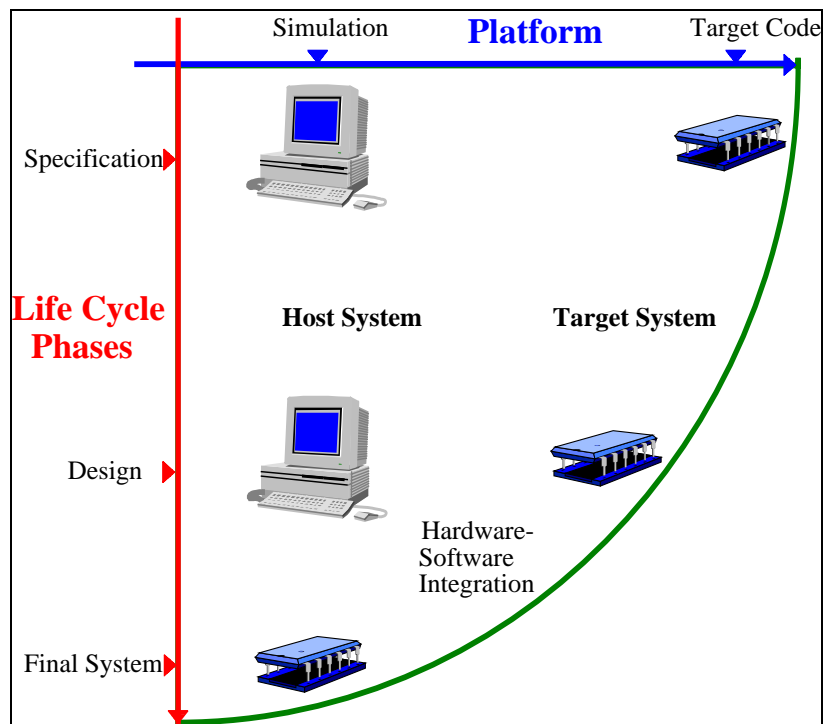 Simulation
Platform
Target Code
Specification
Life Cycle
Phases
Host System
Target System
Design
Hardware-
Software
Integration
Final System